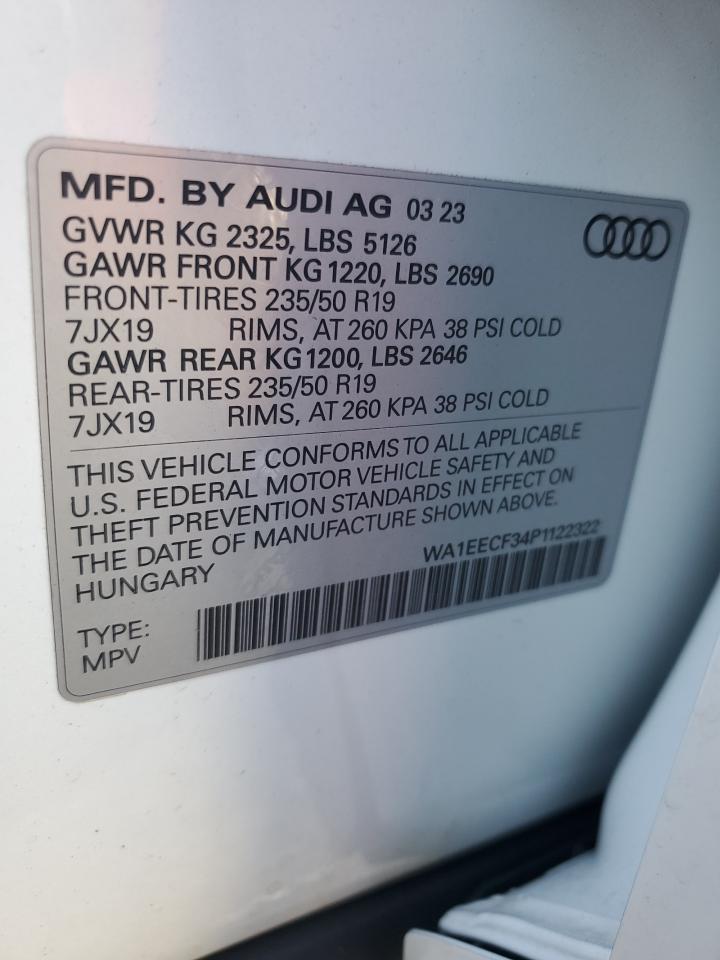 MFD. BY AUDI AG 03 23
GVWR KG 2325, LBS 5126
GAWR FRONT KG 1220, LBS 2690
FRONT-TIRES 235/50 R19
7JX19 RIMS, AT 260 KPA 38 PSI COLD
GAWR REAR KG 1200, LBS 2646
REAR-TIRES 235/50 R19
7JX19 RIMS, AT 260 KPA 38 PSI COLD
THIS VEHICLE CONFORMS TO ALL APPLICABLE
U.S. FEDERAL MOTOR VEHICLE SAFETY AND
THEFT PREVENTION STANDARDS IN EFFECT ON
THE DATE OF MANUFACTURE SHOWN ABOVE.
HUNGARY WA1EECF34P1122322
TYPE:
MPV